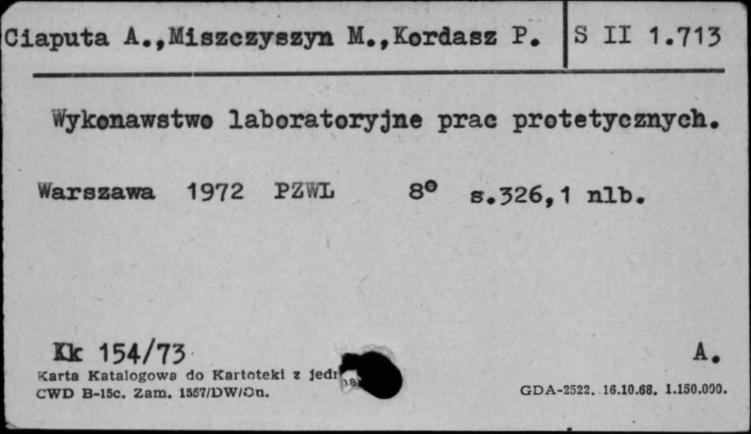 Ciaputa A.,Miszczyszyn M.,Kordasz P. S II 1.713
Wykonawstwo laboratoryjne prac protetycznych.
Warszawa 1972 PZWL 8° s.326,1 nlb.
Kk 154/73 A.
Karta Katalogowa do Kartoteki z
CWD B-15c. Zam. 1557/DW/On. GDA-2522. 16.10.68. 1.150.000.